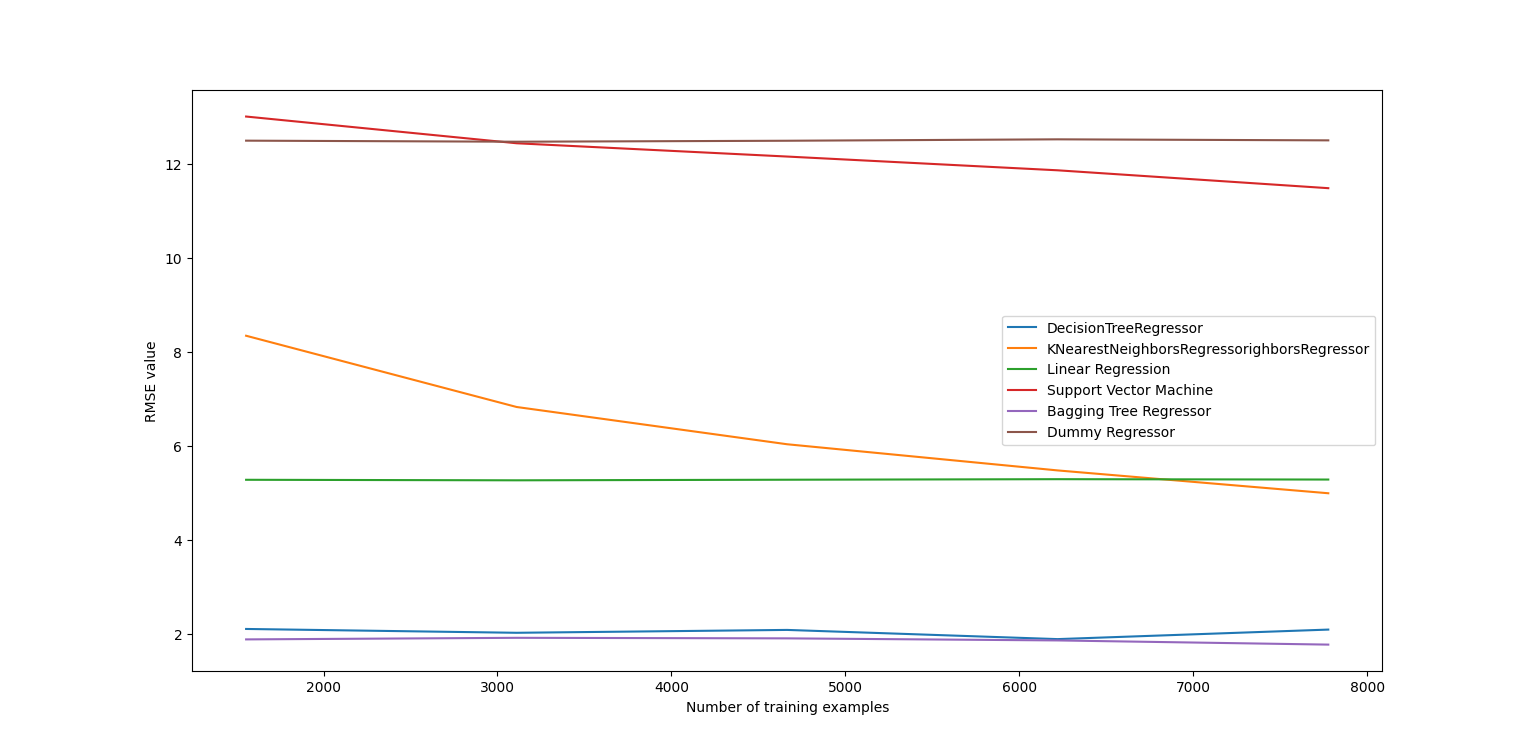 12
10
8
6
4
2
RMSE value
DecisionTreeRegressor
KNearestNeighborsRegressorighborsRegressor
Linear Regression
Support Vector Machine
Bagging Tree Regressor
Dummy Regressor
2000 3000 4000 5000 6000 7000 8000
Number of training examples